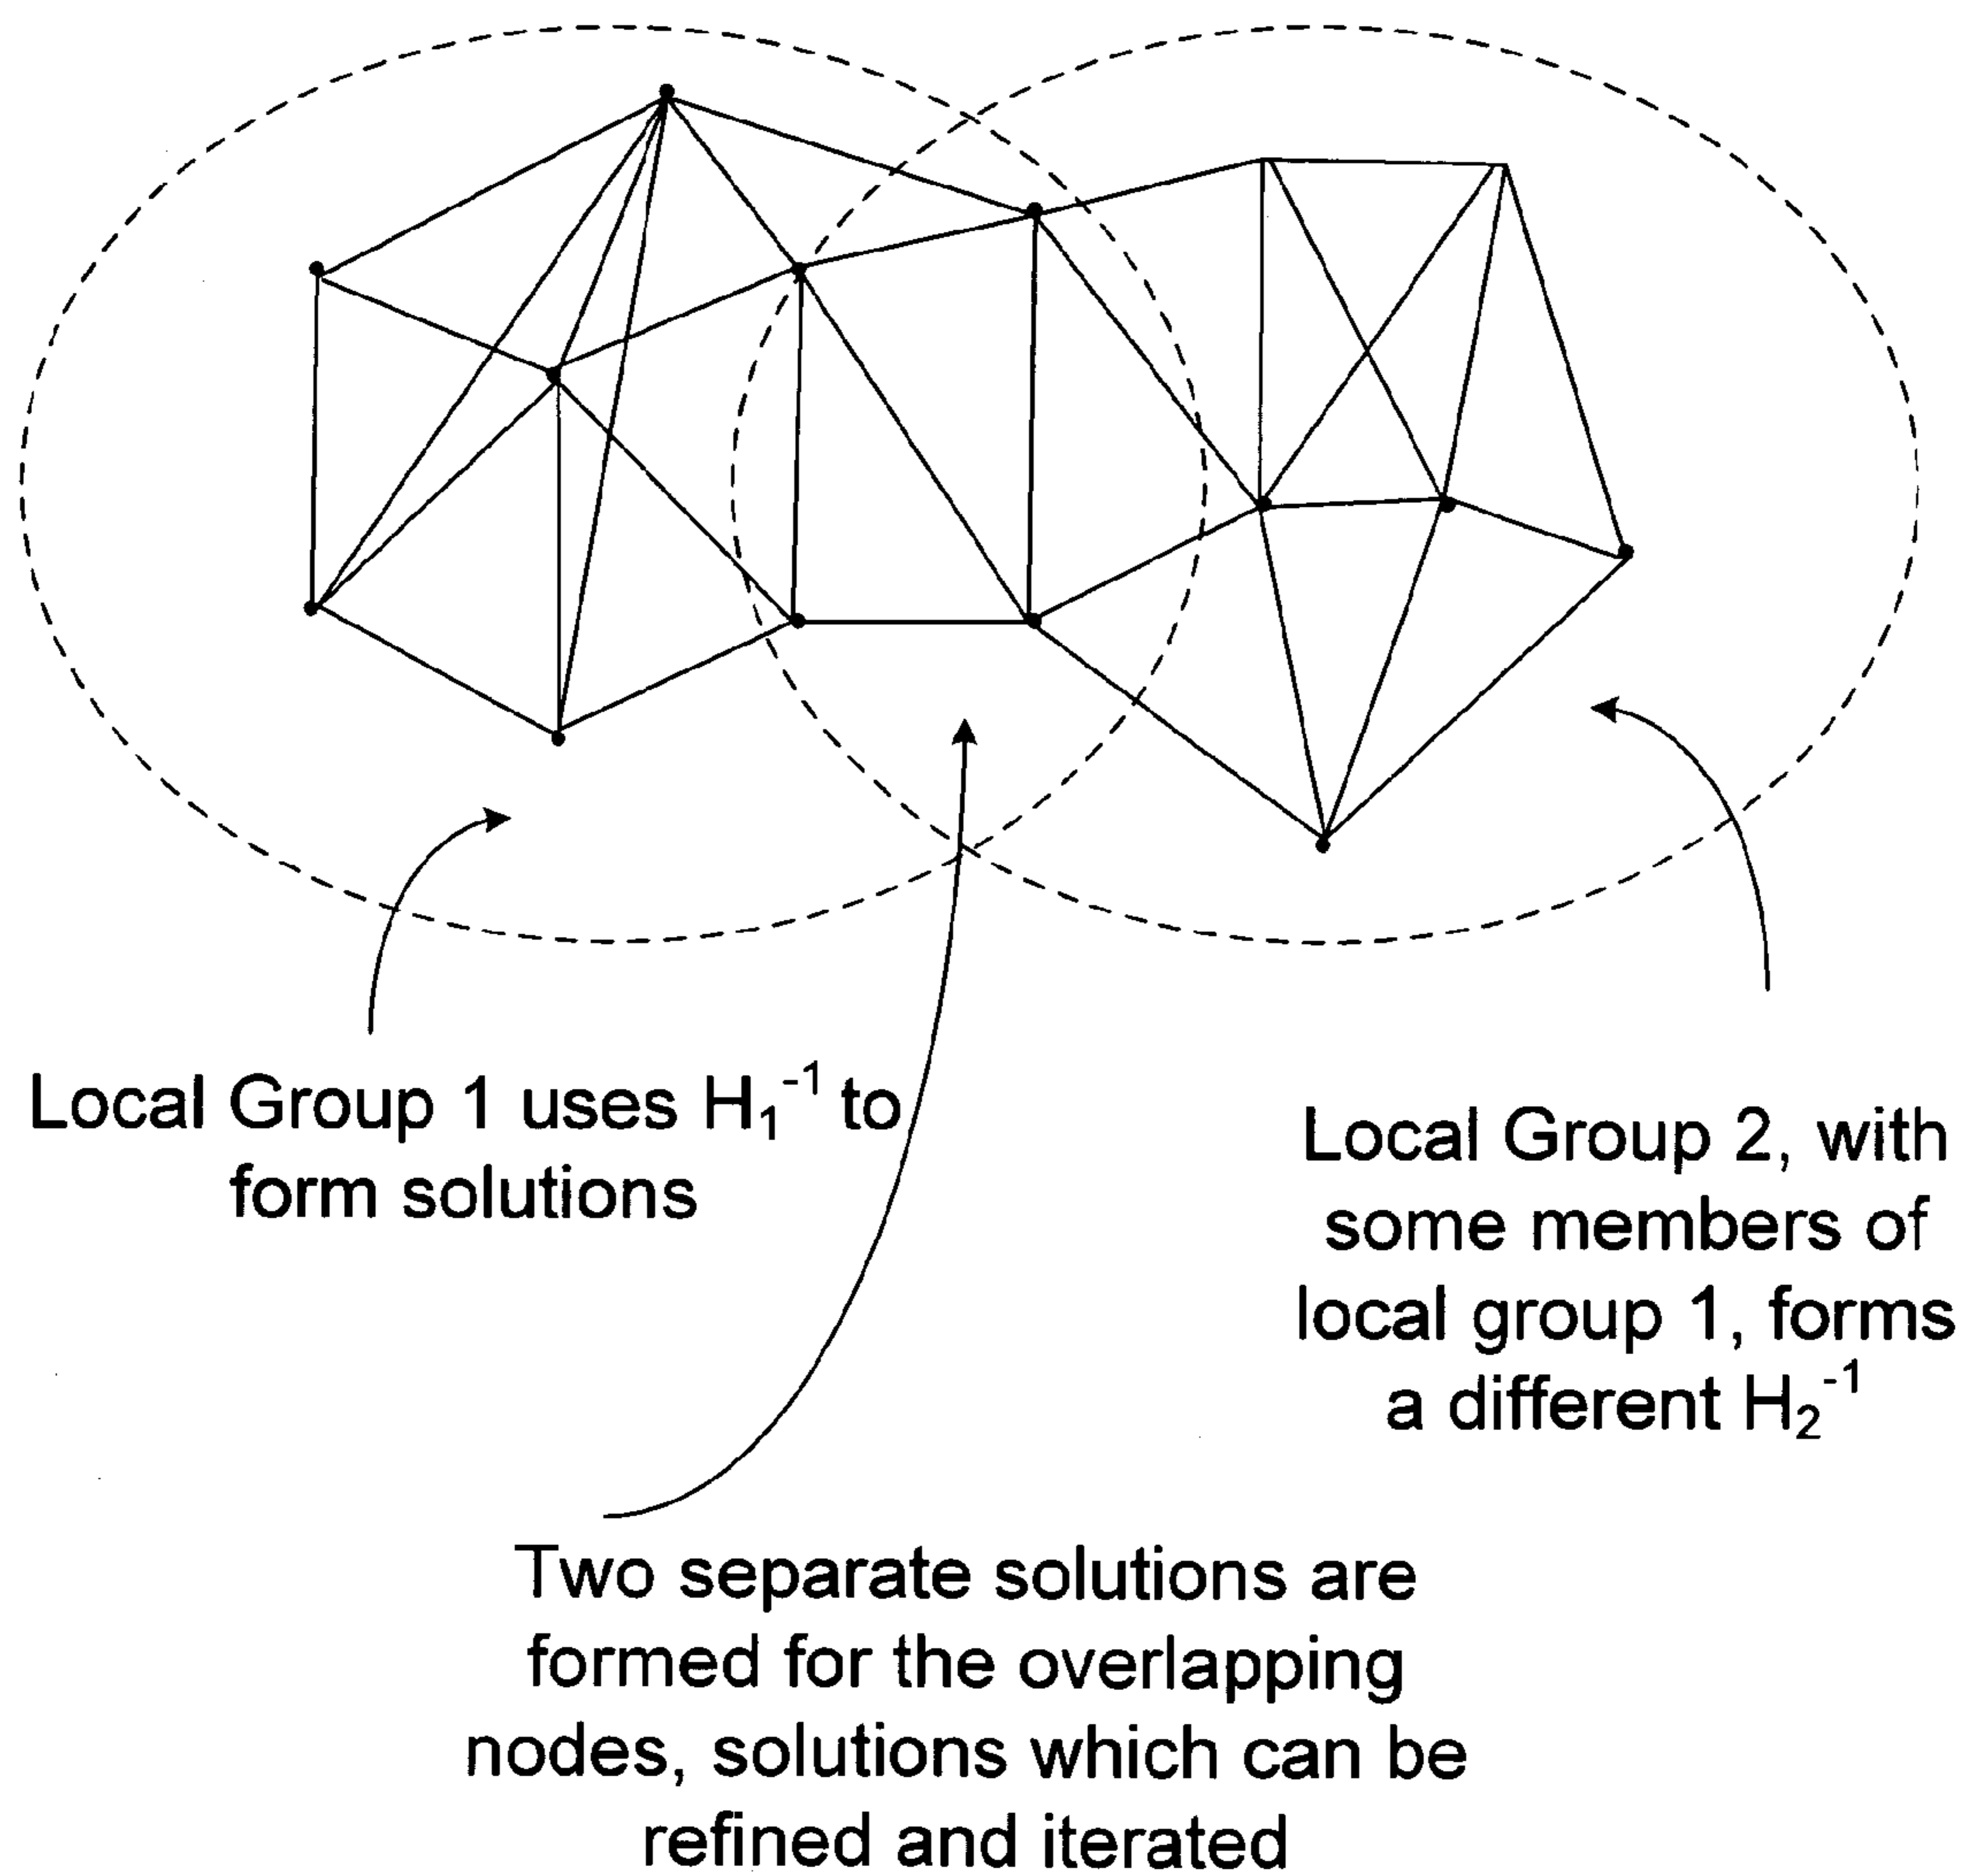 Local Group 1 uses H₁⁻¹ to
form solutions
Local Group 2, with
some members of
local group 1, forms
a different H₂⁻¹
Two separate solutions are
formed for the overlapping
nodes, solutions which can be
refined and iterated